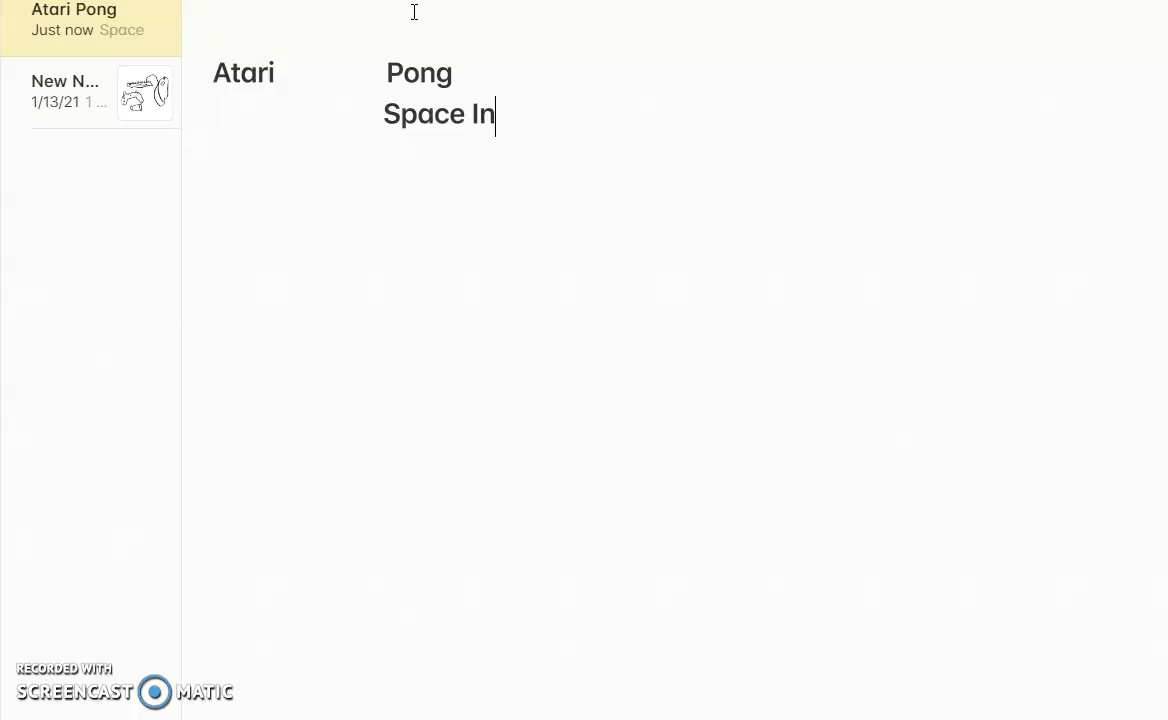 Atari Pong
Just now Space
New N...
1/13/21 1 ...
Atari Pong
Space In
RECORDED WITH
SCREENCAST MATIC